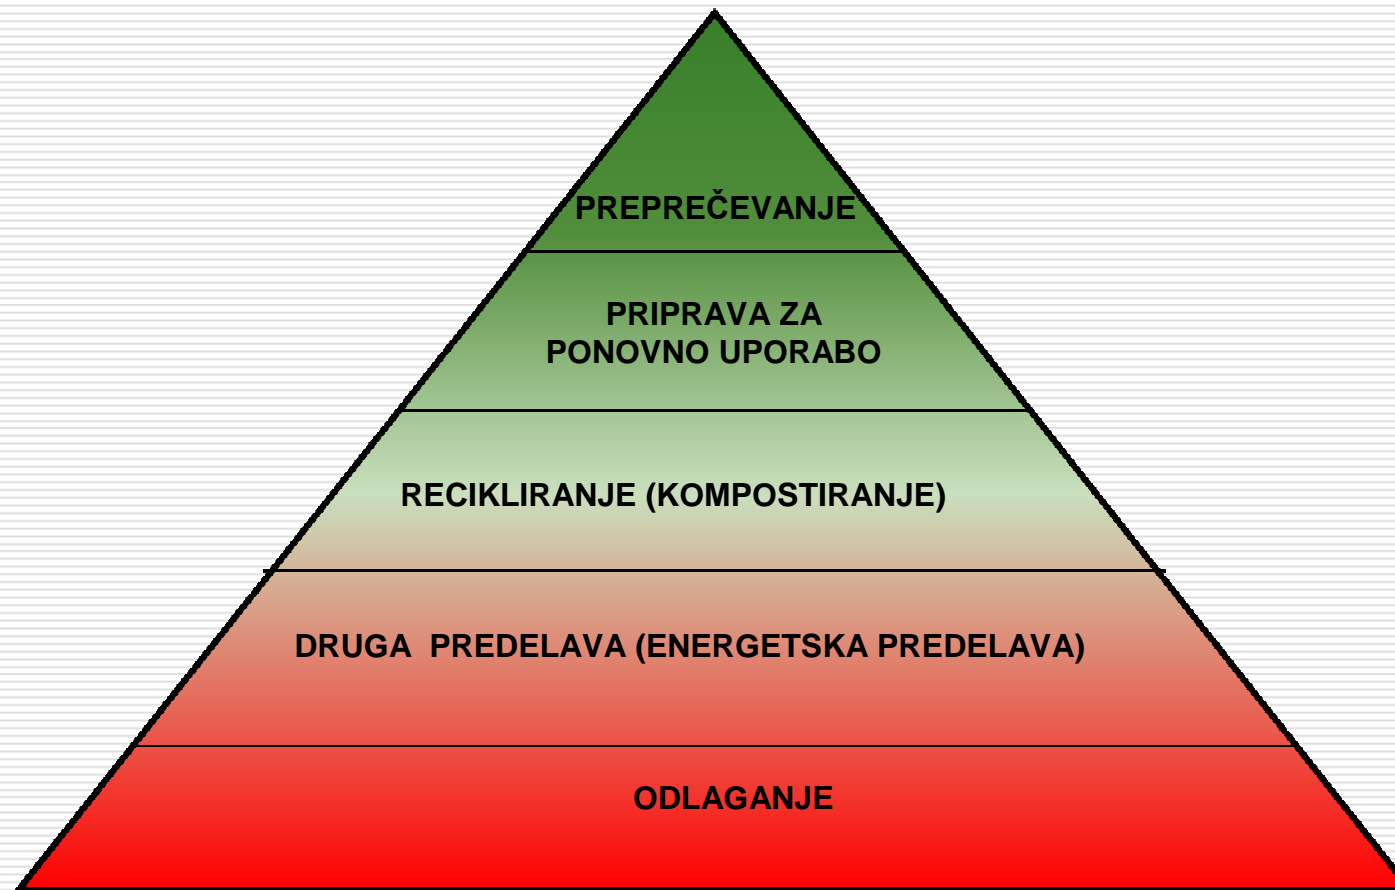 PREPREČEVANJE
PRIPRAVA ZA
PONOVNO UPORABO
RECIKLIRANJE (KOMPOSTIRANJE)
DRUGA  PREDELAVA (ENERGETSKA PREDELAVA)
ODLAGANJE